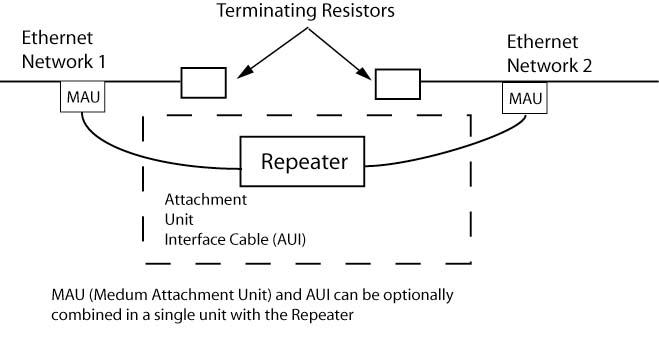 Terminating Resistors
Ethernet
Network 1
Ethernet
Network 2
MAU
MAU
Repeater
Attachment
Unit
Interface Cable (AUI)
MAU (Medum Attachment Unit) and AUI can be optionally
combined in a single unit with the Repeater